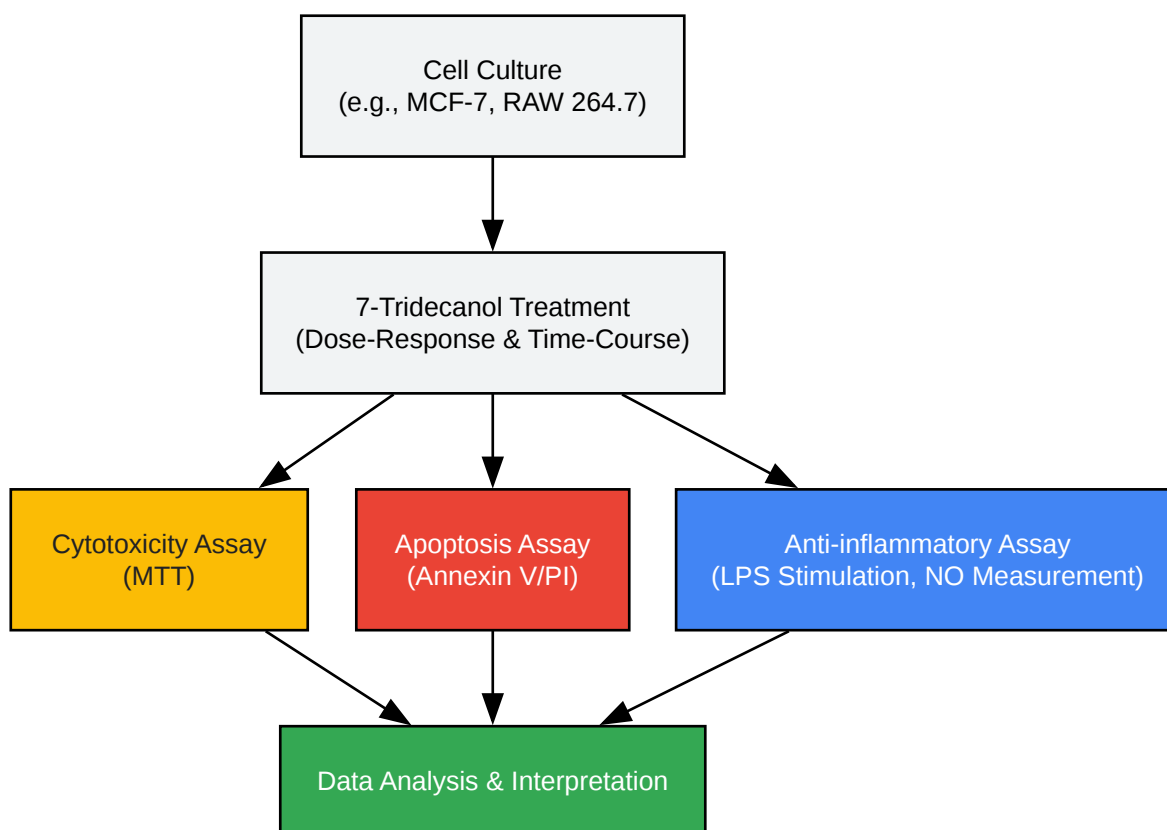 Cell Culture
(e.g., MCF-7, RAW 264.7)
7-Tridecanol Treatment
(Dose-Response & Time-Course)
Cytotoxicity Assay
(MTT)
Apoptosis Assay
(Annexin V/PI)
Anti-inflammatory Assay
(LPS Stimulation, NO Measurement)
Data Analysis & Interpretation